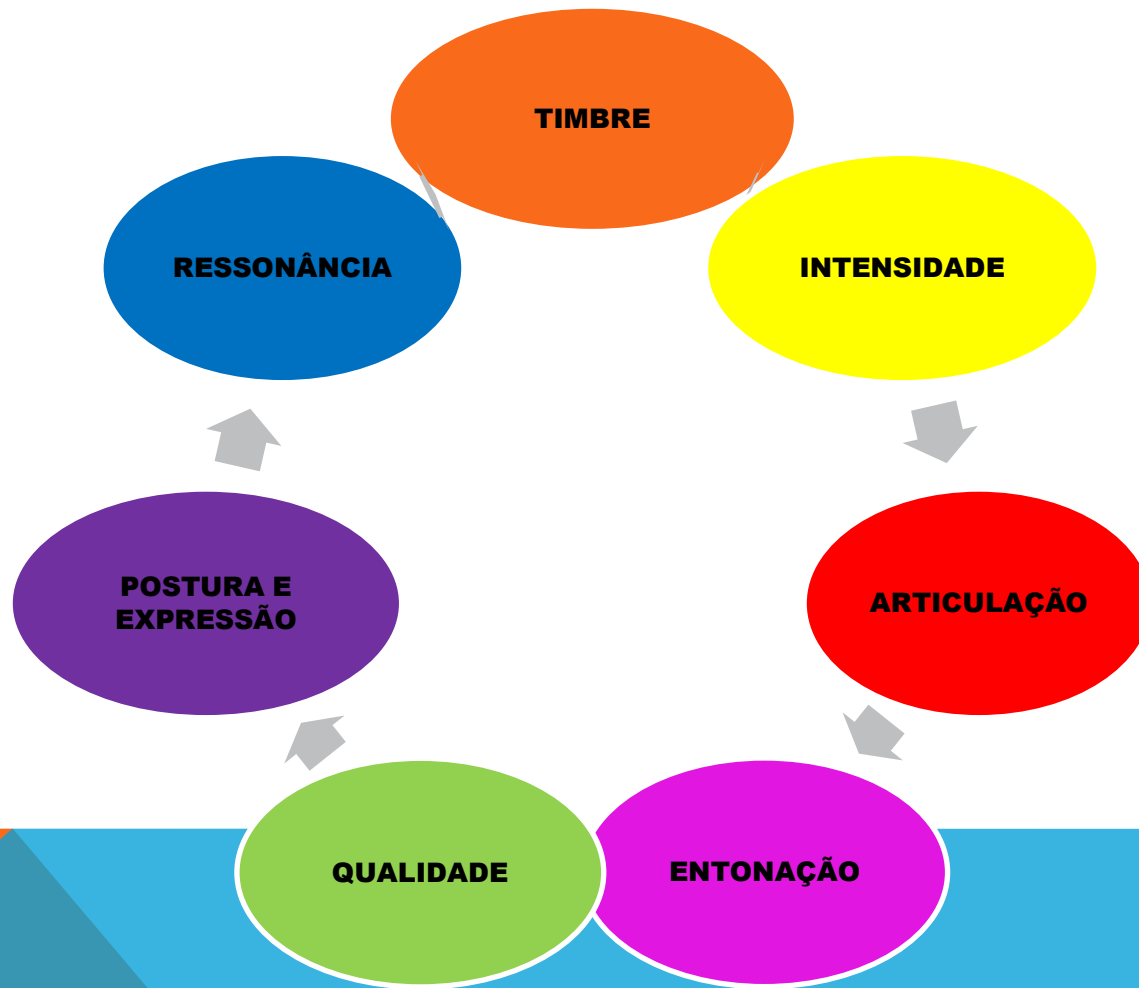 TIMBRE
RESSONÂNCIA
INTENSIDADE
POSTURA E
EXPRESSÃO
ARTICULAÇÃO
QUALIDADE
ENTONAÇÃO